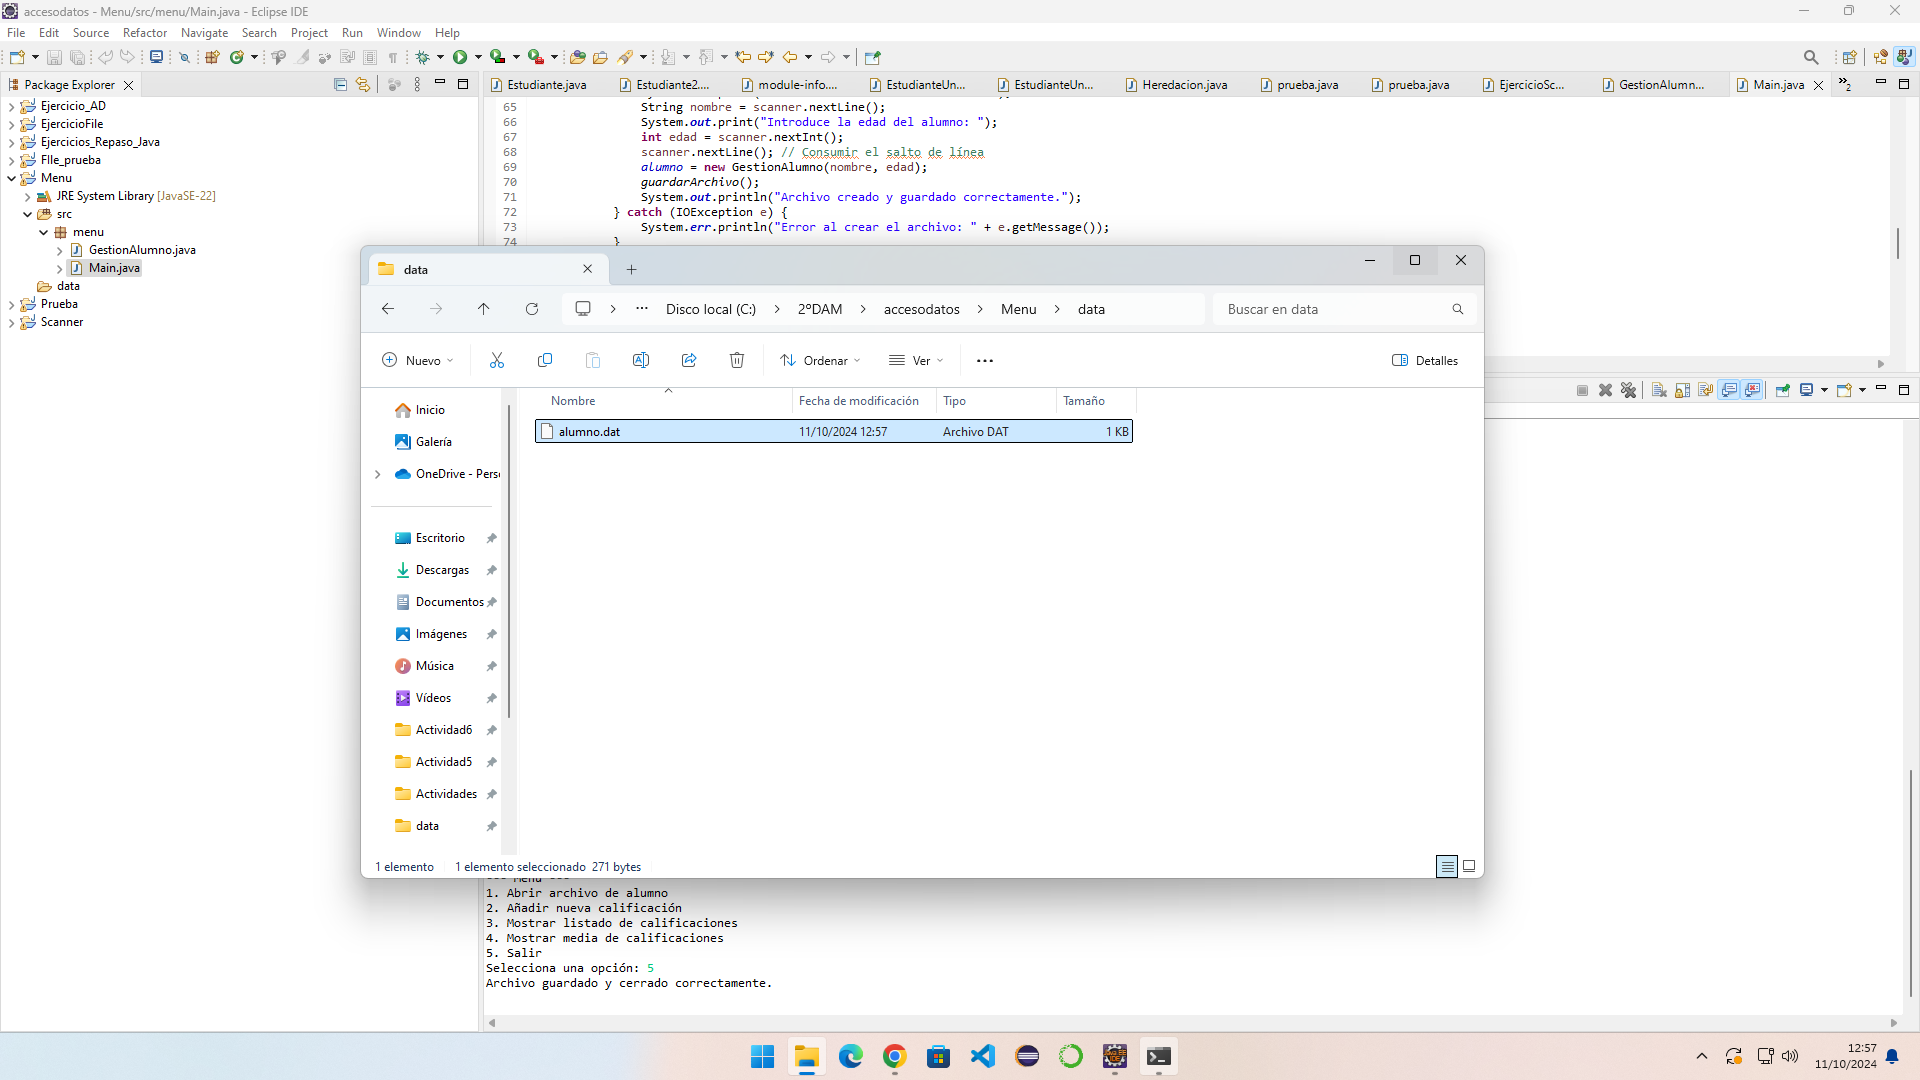 accesodatos - Menu/src/menu/Main.java - Eclipse IDE
File Edit Source Refactor Navigate Search Project Run Window Help
Package Explorer
Estudiante.java Estudiante2.... module-info.... EstudianteUn... EstudianteUn... Heredacion.java prueba.java prueba.java EjercicioSc... GestionAlumn... Main.java 2
Ejercicio_AD
EjercicioFile
Ejercicios_Repaso_Java
FIle_prueba
Menu
JRE System Library [JavaSE-22]
src
menu
GestionAlumno.java
Main.java
data
Prueba
Scanner
65 String nombre = scanner.nextLine();
66 System.out.print("Introduce la edad del alumno: ");
67 int edad = scanner.nextInt();
68 scanner.nextLine(); // Consumir el salto de línea
69 alumno = new GestionAlumno(nombre, edad);
70 guardarArchivo();
71 System.out.println("Archivo creado y guardado correctamente.");
72 } catch (IOException e) {
73 System.err.println("Error al crear el archivo: " + e.getMessage());
74 }
data
Disco local (C:) 2ºDAM accesodatos Menu data
Buscar en data
Nuevo Ordenar Ver Detalles
Nombre Fecha de modificación Tipo Tamaño
alumno.dat 11/10/2024 12:57 Archivo DAT 1 KB
Inicio
Galería
OneDrive - Pers
Escritorio
Descargas
Documentos
Imágenes
Música
Vídeos
Actividad6
Actividad5
Actividades
data
1 elemento 1 elemento seleccionado 271 bytes
1. Abrir archivo de alumno
2. Añadir nueva calificación
3. Mostrar listado de calificaciones
4. Mostrar media de calificaciones
5. Salir
Selecciona una opción: 5
Archivo guardado y cerrado correctamente.
12:57
11/10/2024